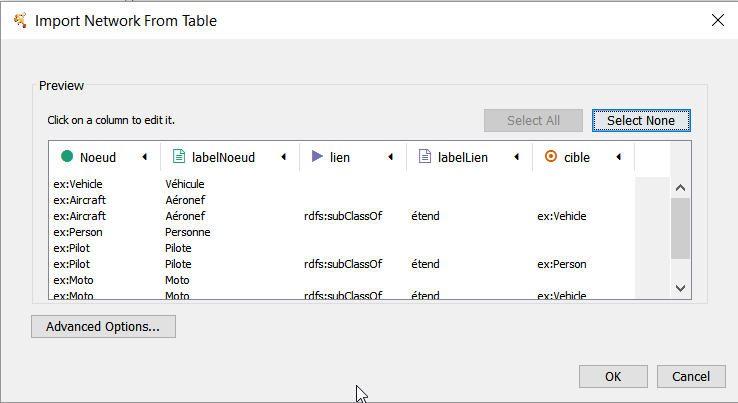 Import Network From Table
Preview
Click on a column to edit it.
Select All
Select None
Noeud labelNoeud lien labelLien cible
ex:Vehicle Véhicule
ex:Aircraft Aéronef
ex:Aircraft Aéronef rdfs:subClassOf étend ex:Vehicle
ex:Person Personne
ex:Pilot Pilote
ex:Pilot Pilote rdfs:subClassOf étend ex:Person
ex:Moto Moto
ex:Moto Moto rdfs:subClassOf étend ex:Vehicle
Advanced Options...
OK
Cancel